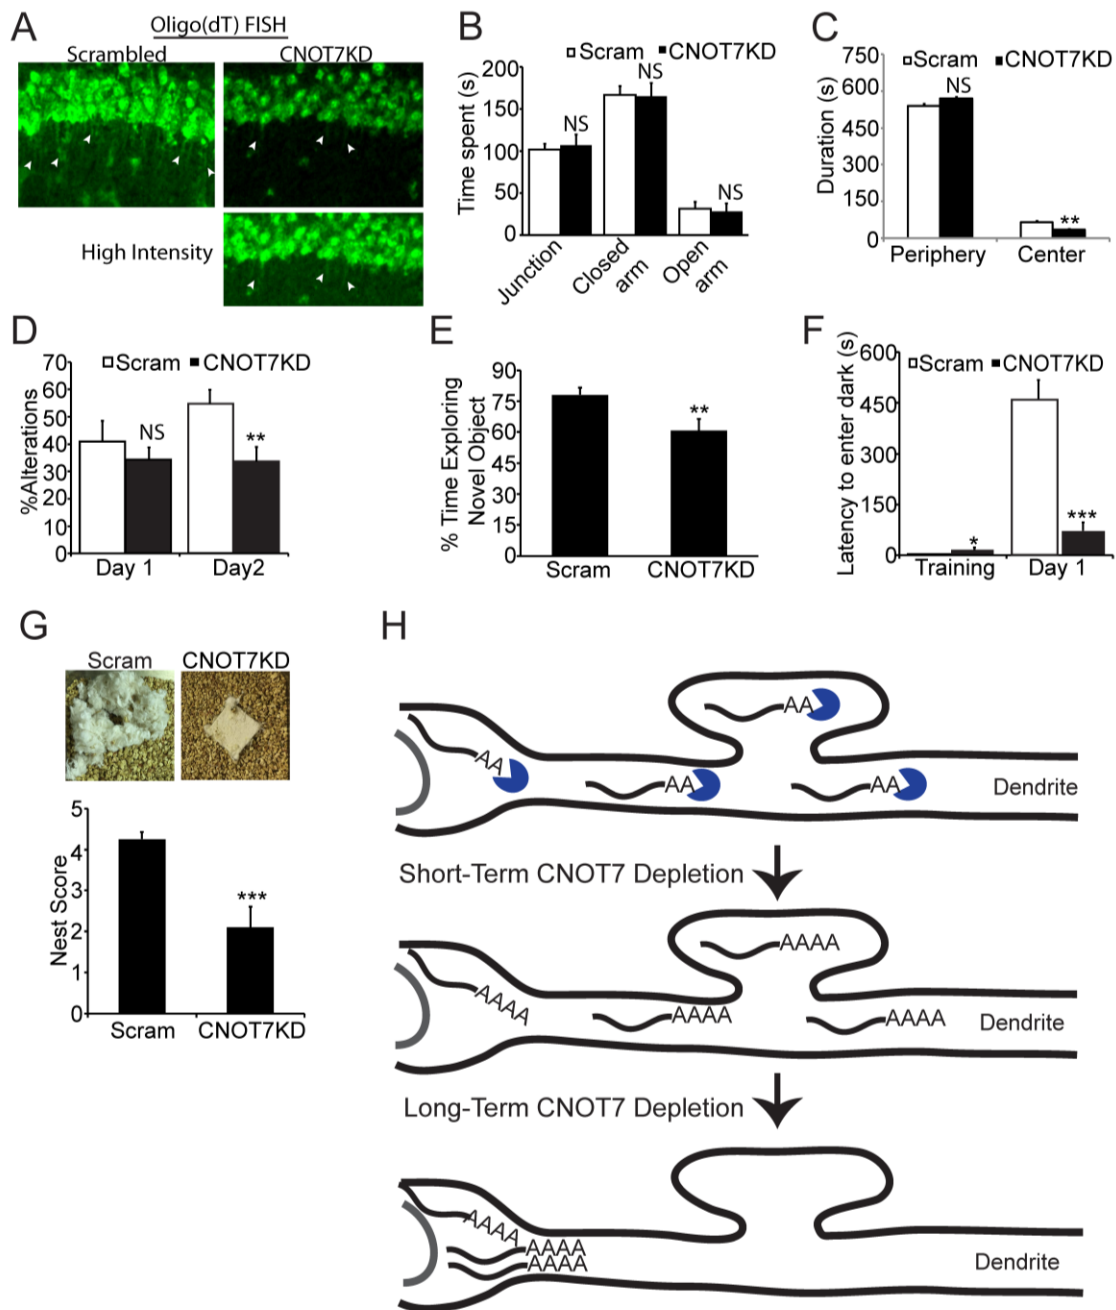 A
Oligo(dT) FISH
Scrambled
CNOT7KD
High Intensity
B
Scram CNOT7KD
Time spent (s)
200
150
100
50
0
NS
NS
NS
Junction
Closed
arm
Open
arm
C
Scram CNOT7KD
Duration (s)
750
600
450
300
150
0
NS
**
Periphery
Center
D
Scram CNOT7KD
%Alterations
70
60
50
40
30
20
10
0
NS
**
Day 1
Day2
E
% Time Exploring
Novel Object
90
75
60
45
30
15
0
**
Scram
CNOT7KD
F
Scram CNOT7KD
Latency to enter dark (s)
600
450
300
150
0
*
***
Training
Day 1
G
Scram
CNOT7KD
Nest Score
5
4
3
2
1
0
***
Scram
CNOT7KD
H
AA
AA
AA
AA
Dendrite
Short-Term CNOT7 Depletion
AAAA
AAAA
AAAA
AAAA
Dendrite
Long-Term CNOT7 Depletion
AAAA
AAAA
AAAA
Dendrite